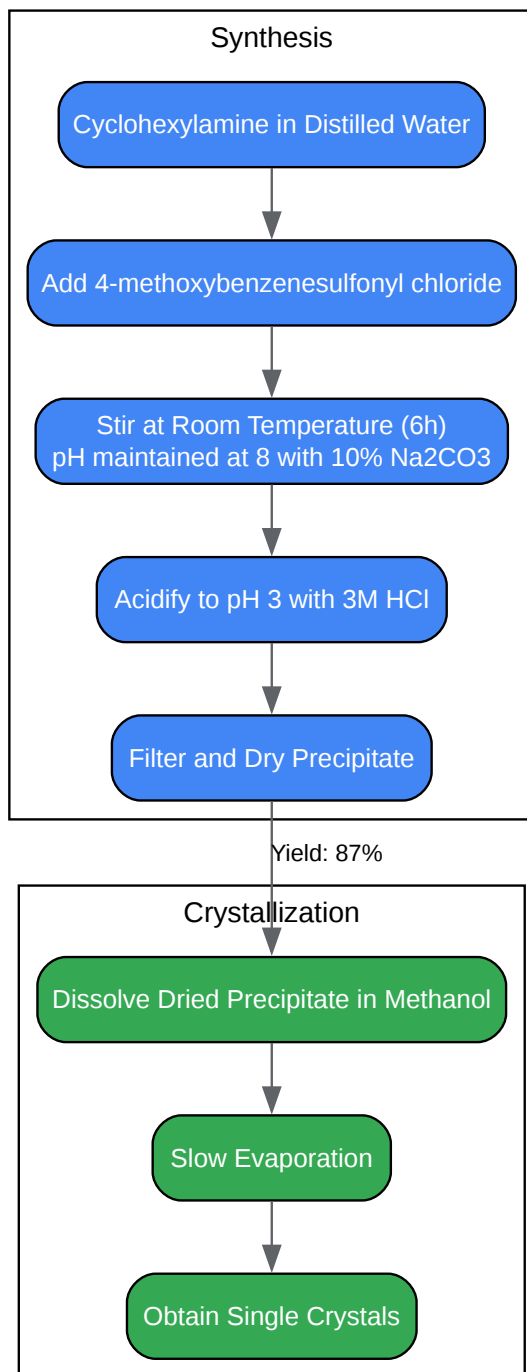 Synthesis
Cyclohexylamine in Distilled Water
Add 4-methoxybenzenesulfonyl chloride
Stir at Room Temperature (6h)
pH maintained at 8 with 10% Na2CO3
Acidify to pH 3 with 3M HCl
Filter and Dry Precipitate
Yield: 87%
Crystallization
Dissolve Dried Precipitate in Methanol
Slow Evaporation
Obtain Single Crystals